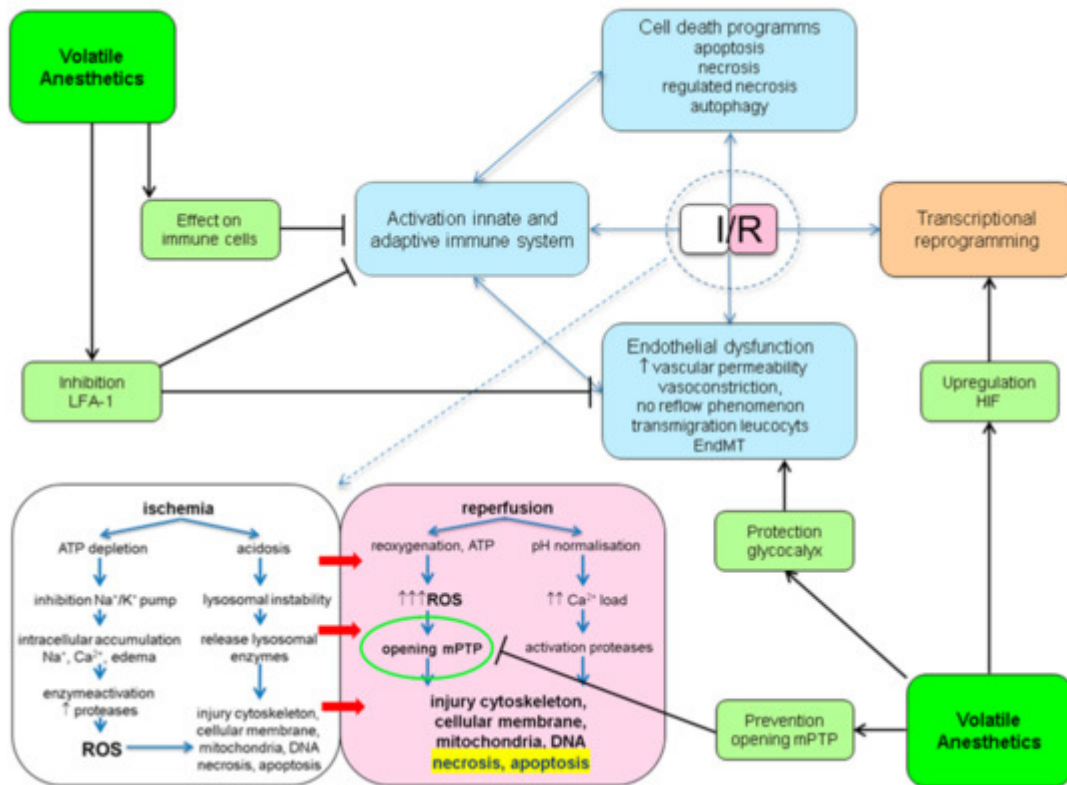 Volatile
Anesthetics
Cell death programms
apoptosis
necrosis
regulated necrosis
autophagy
Effect on
immune cells
Activation innate and
adaptive immune system
I/R
Transcriptional
reprogramming
Inhibition
LFA-1
Endothelial dysfunction
↑ vascular permeability
vasoconstriction,
no reflow phenomenon
transmigration leucocyts
EndMT
Upregulation
HIF
ischemia
ATP depletion
inhibition Na⁺/K⁺ pump
intracellular accumulation
Na⁺, Ca²⁺, edema
enzymeactivation
↑ proteases
ROS
acidosis
lysosomal instability
release lysosomal
enzymes
injury cytoskeleton,
cellular membrane,
mitochondria, DNA
necrosis, apoptosis
reperfusion
reoxygenation, ATP
↑↑↑ROS
opening mPTP
pH normalisation
↑↑ Ca²⁺ load
activation proteases
injury cytoskeleton,
cellular membrane,
mitochondria, DNA
necrosis, apoptosis
Protection
glycocalyx
Prevention
opening mPTP
Volatile
Anesthetics